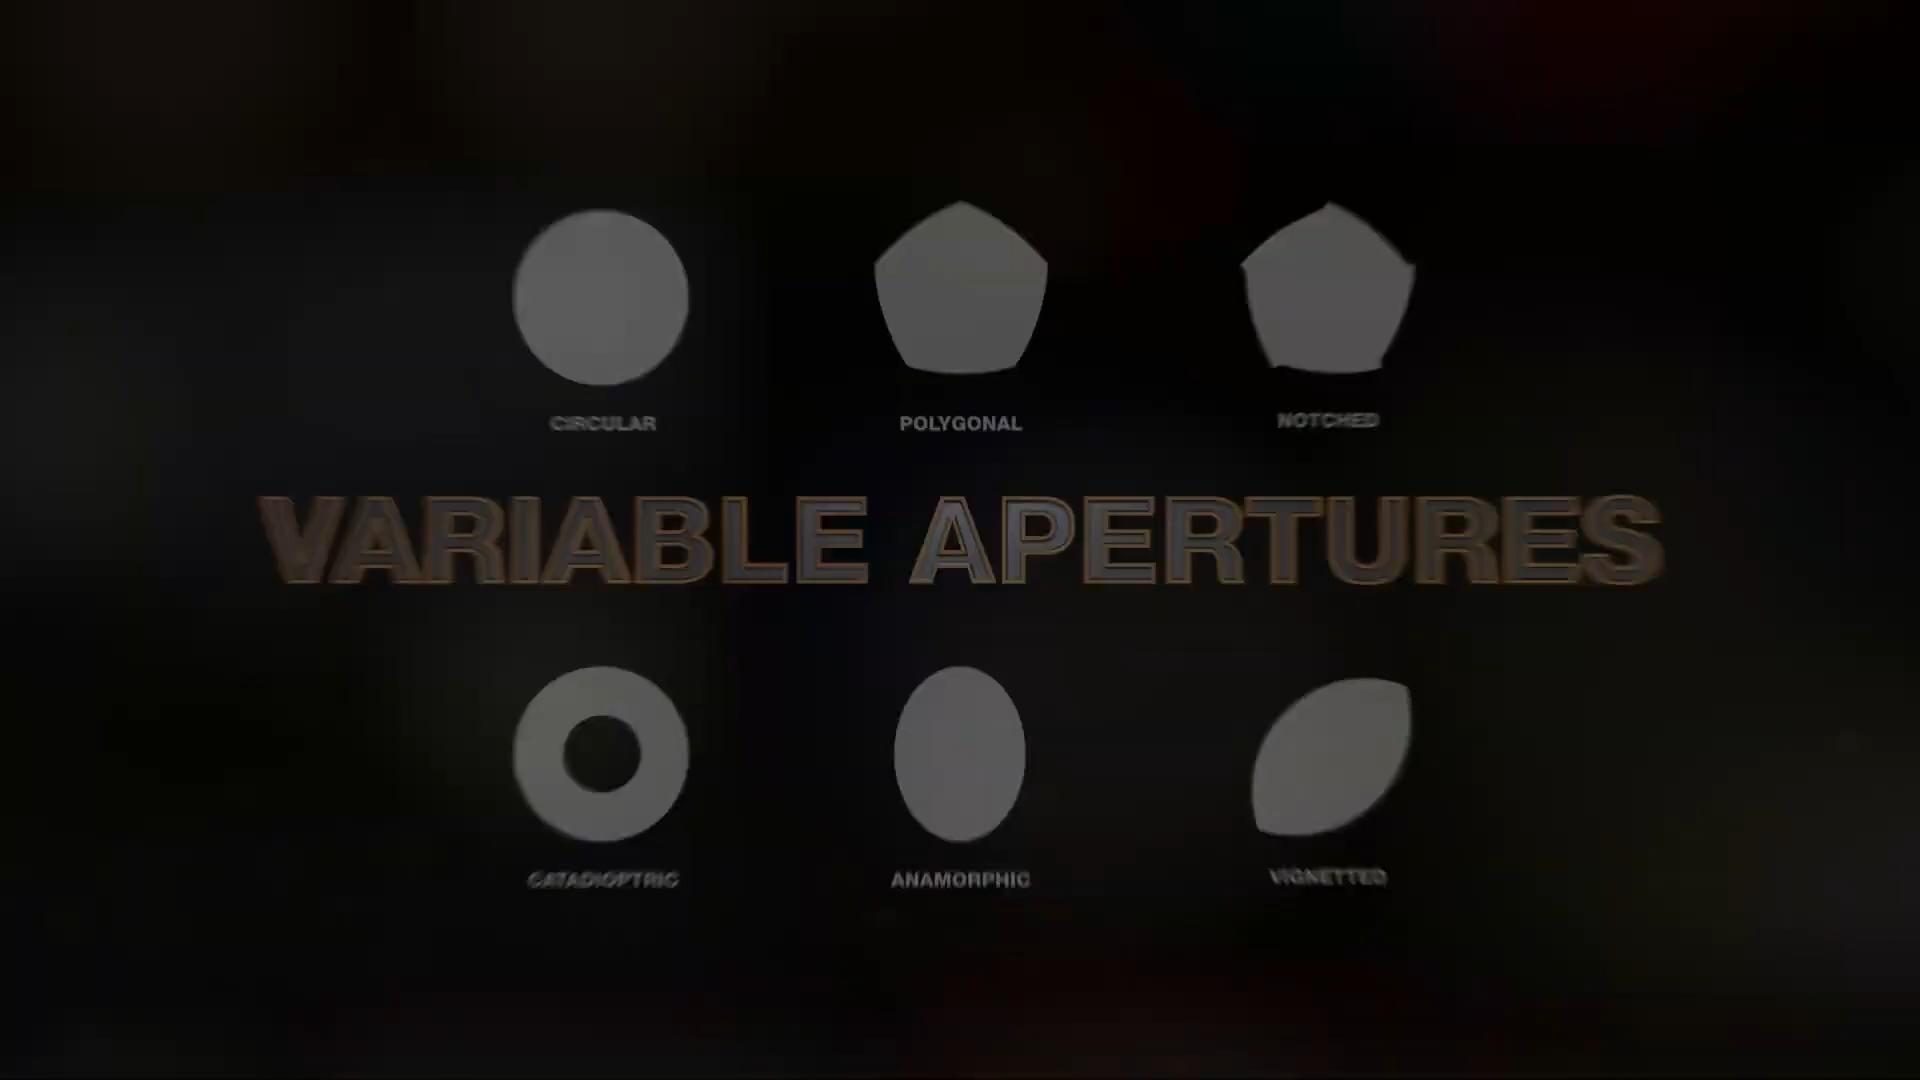 CIRCULAR
POLYGONAL
NOTCHED
VARIABLE APERTURES
CATADIOPTRIC
ANAMORPHIC
VIGNETTED